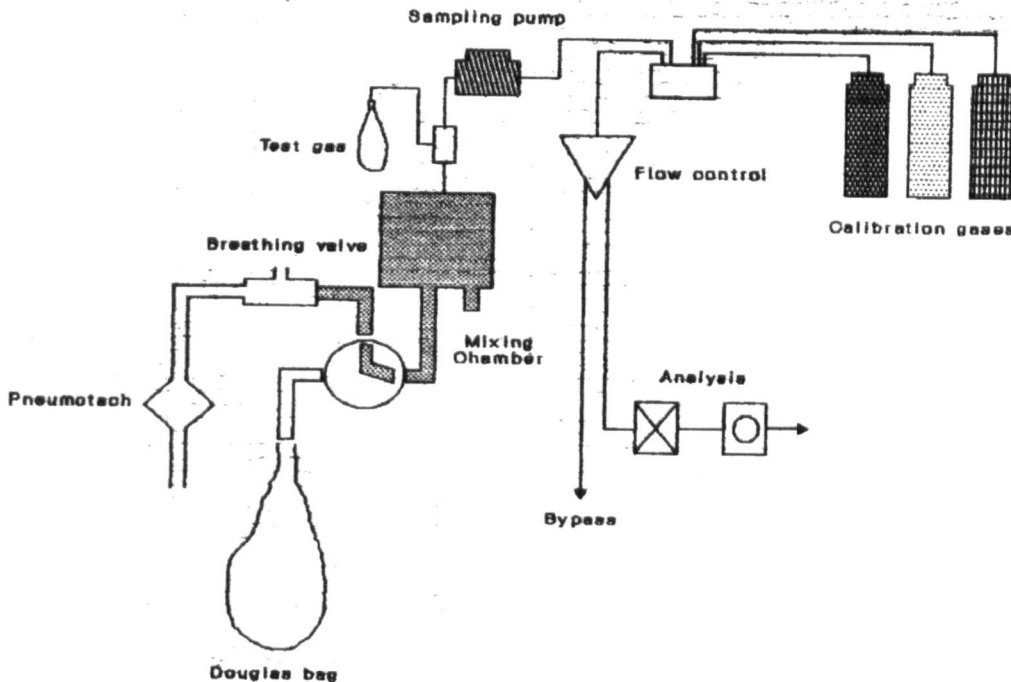 Sampling pump
Test gas
Flow control
Calibration gases
Breathing valve
Mixing
Chamber
Pneumotach
Analysis
Bypass
Douglas bag